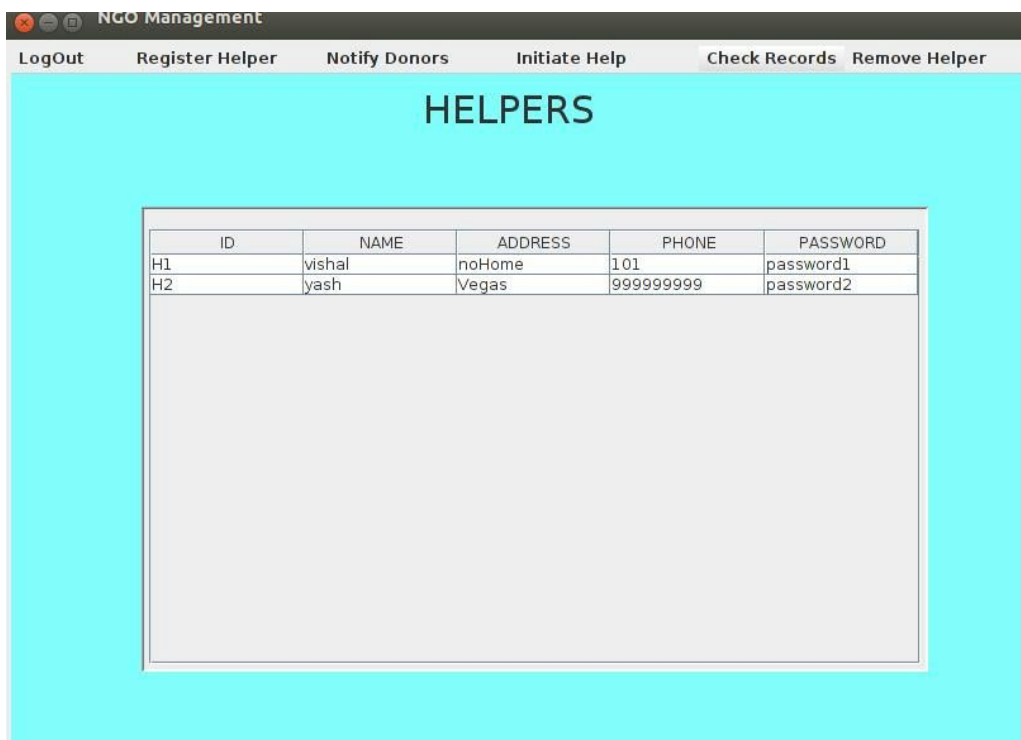 NGO Management
LogOut Register Helper Notify Donors Initiate Help Check Records Remove Helper
HELPERS
ID NAME ADDRESS PHONE PASSWORD
H1 vishal noHome 101 password1
H2 yash Vegas 999999999 password2